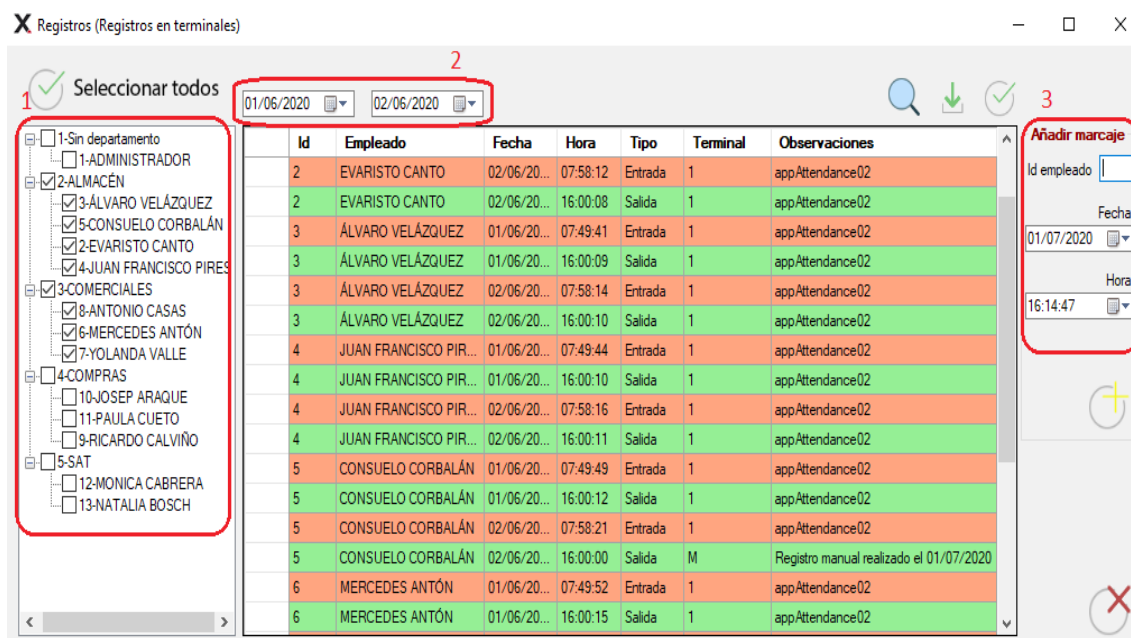 X Registros (Registros en terminales)
2
Seleccionar todos
1
01/06/2020 02/06/2020
3
1-Sin departamento
1-ADMINISTRADOR
2-ALMACÉN
3-ÁLVARO VELÁZQUEZ
5-CONSUELO CORBALÁN
2-EVARISTO CANTO
4-JUAN FRANCISCO PIRES
3-COMERCIALES
8-ANTONIO CASAS
6-MERCEDES ANTÓN
7-YOLANDA VALLE
4-COMPRAS
10-JOSEP ARAQUE
11-PAULA CUETO
9-RICARDO CALVIÑO
5-SAT
12-MONICA CABRERA
13-NATALIA BOSCH
Id Empleado Fecha Hora Tipo Terminal Observaciones
2 EVARISTO CANTO 02/06/20... 07:58:12 Entrada 1 appAttendance02
2 EVARISTO CANTO 02/06/20... 16:00:08 Salida 1 appAttendance02
3 ÁLVARO VELÁZQUEZ 01/06/20... 07:49:41 Entrada 1 appAttendance02
3 ÁLVARO VELÁZQUEZ 01/06/20... 16:00:09 Salida 1 appAttendance02
3 ÁLVARO VELÁZQUEZ 02/06/20... 07:58:14 Entrada 1 appAttendance02
3 ÁLVARO VELÁZQUEZ 02/06/20... 16:00:10 Salida 1 appAttendance02
4 JUAN FRANCISCO PIR... 01/06/20... 07:49:44 Entrada 1 appAttendance02
4 JUAN FRANCISCO PIR... 01/06/20... 16:00:10 Salida 1 appAttendance02
4 JUAN FRANCISCO PIR... 02/06/20... 07:58:16 Entrada 1 appAttendance02
4 JUAN FRANCISCO PIR... 02/06/20... 16:00:11 Salida 1 appAttendance02
5 CONSUELO CORBALÁN 01/06/20... 07:49:49 Entrada 1 appAttendance02
5 CONSUELO CORBALÁN 01/06/20... 16:00:12 Salida 1 appAttendance02
5 CONSUELO CORBALÁN 02/06/20... 07:58:21 Entrada 1 appAttendance02
5 CONSUELO CORBALÁN 02/06/20... 16:00:00 Salida M Registro manual realizado el 01/07/2020
6 MERCEDES ANTÓN 01/06/20... 07:49:52 Entrada 1 appAttendance02
6 MERCEDES ANTÓN 01/06/20... 16:00:15 Salida 1 appAttendance02
Añadir marcaje
Id empleado
Fecha
01/07/2020
Hora
16:14:47